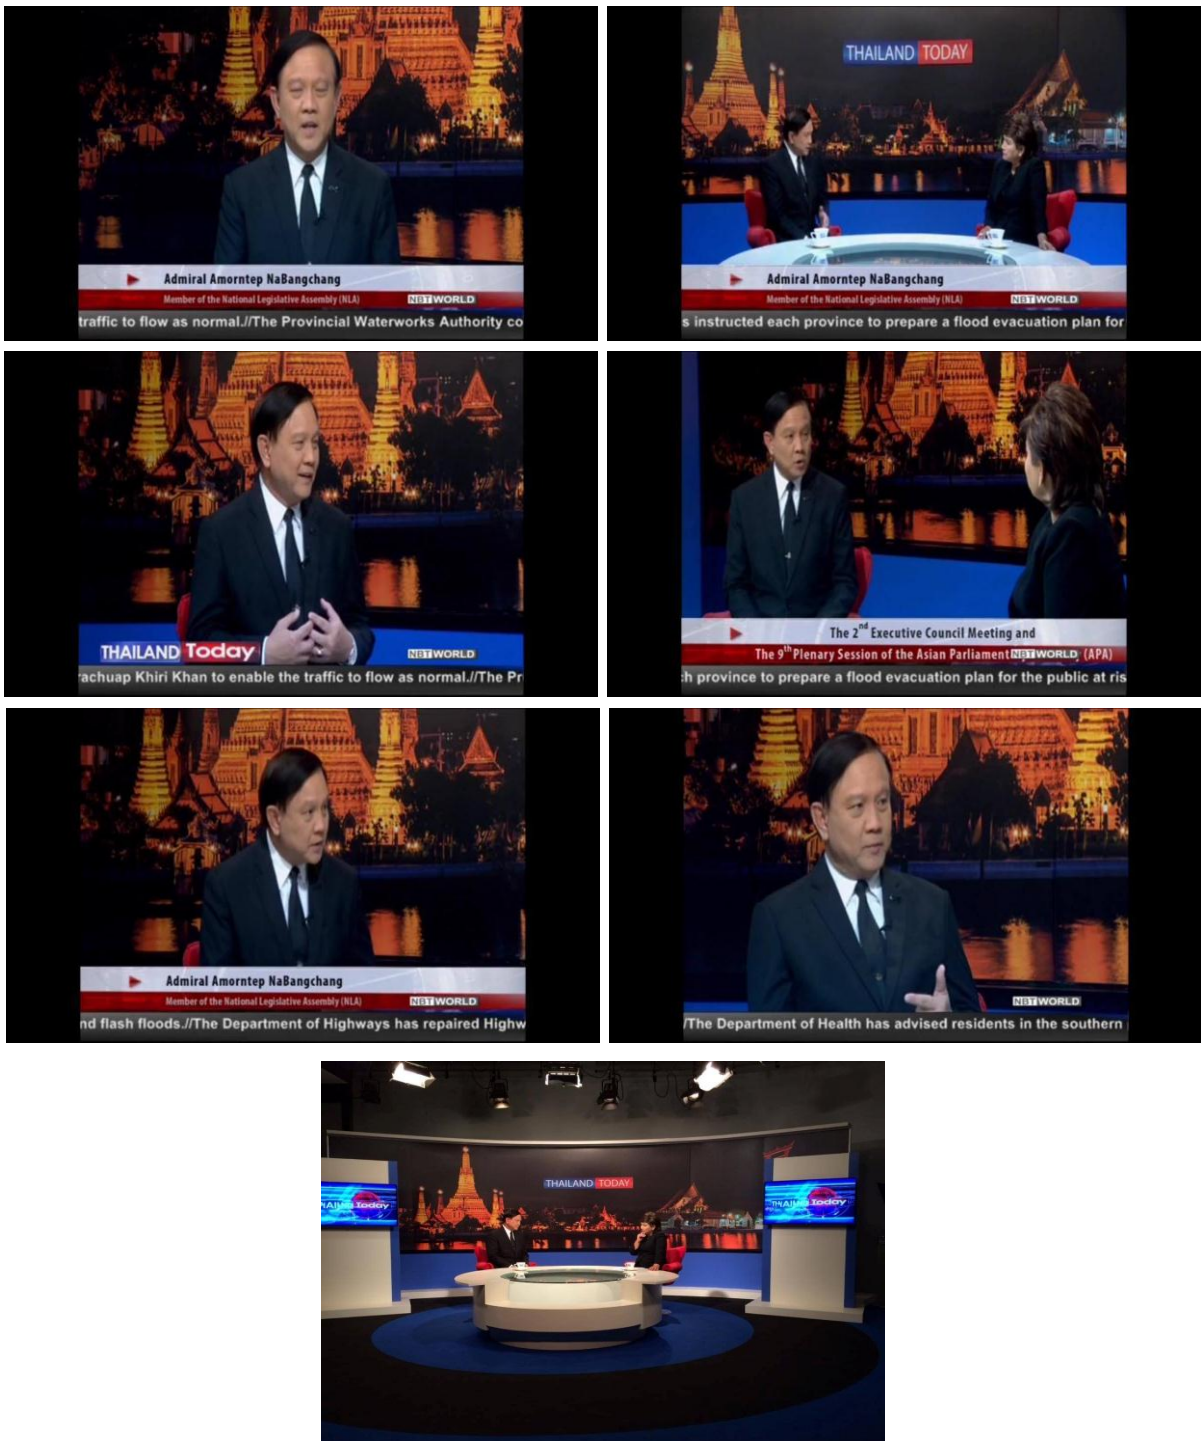 Admiral Amorntep NaBangchang
Member of the National Legislative Assembly (NLA)
NBT WORLD
traffic to flow as normal.//The Provincial Waterworks Authority co
THAILAND TODAY
Admiral Amorntep NaBangchang
Member of the National Legislative Assembly (NLA)
NBT WORLD
s instructed each province to prepare a flood evacuation plan for
THAILAND Today
NBT WORLD
rachuap Khiri Khan to enable the traffic to flow as normal.//The Pr
The 2nd Executive Council Meeting and
The 9th Plenary Session of the Asian Parliament NBT WORLD (APA)
ch province to prepare a flood evacuation plan for the public at ris
Admiral Amorntep NaBangchang
Member of the National Legislative Assembly (NLA)
NBT WORLD
nd flash floods.//The Department of Highways has repaired Highw
NBT WORLD
/The Department of Health has advised residents in the southern
THAILAND TODAY
Today
THAILAND Today